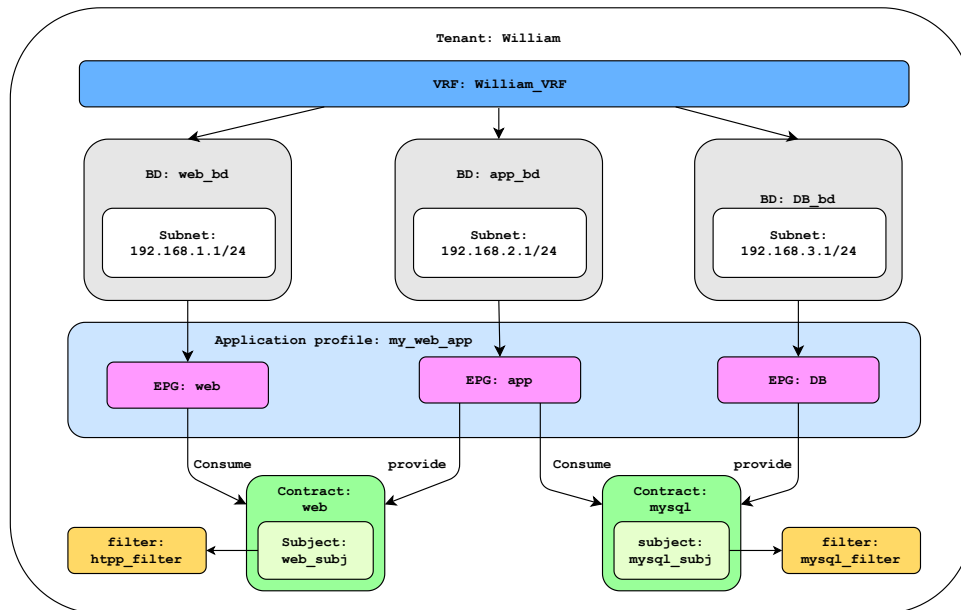 Tenant: William
VRF: William_VRF
BD: web_bd
Subnet:
192.168.1.1/24
BD: app_bd
Subnet:
192.168.2.1/24
BD: DB_bd
Subnet:
192.168.3.1/24
Application profile: my_web_app
EPG: web
EPG: app
EPG: DB
Consume
provide
Consume
provide
Contract:
web
Subject:
web_subj
filter:
htpp_filter
Contract:
mysql
subject:
mysql_subj
filter:
mysql_filter